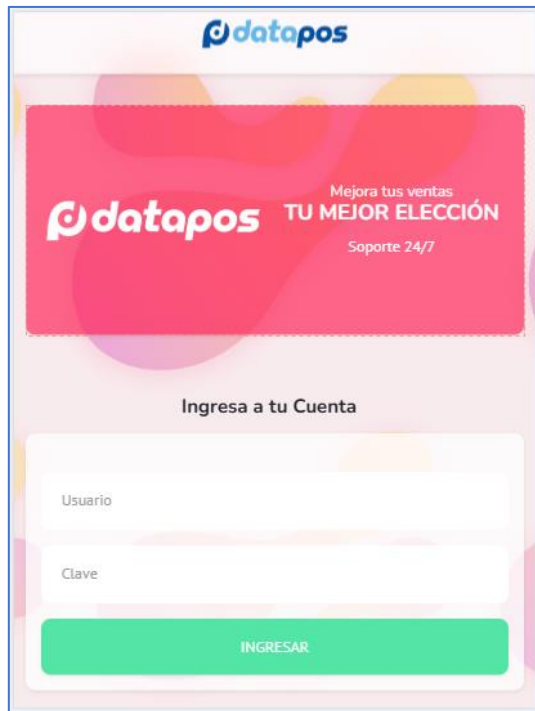 datapos
datapos
Mejora tus ventas
TU MEJOR ELECCIÓN
Soporte 24/7
Ingresa a tu Cuenta
Usuario
Clave
INGRESAR